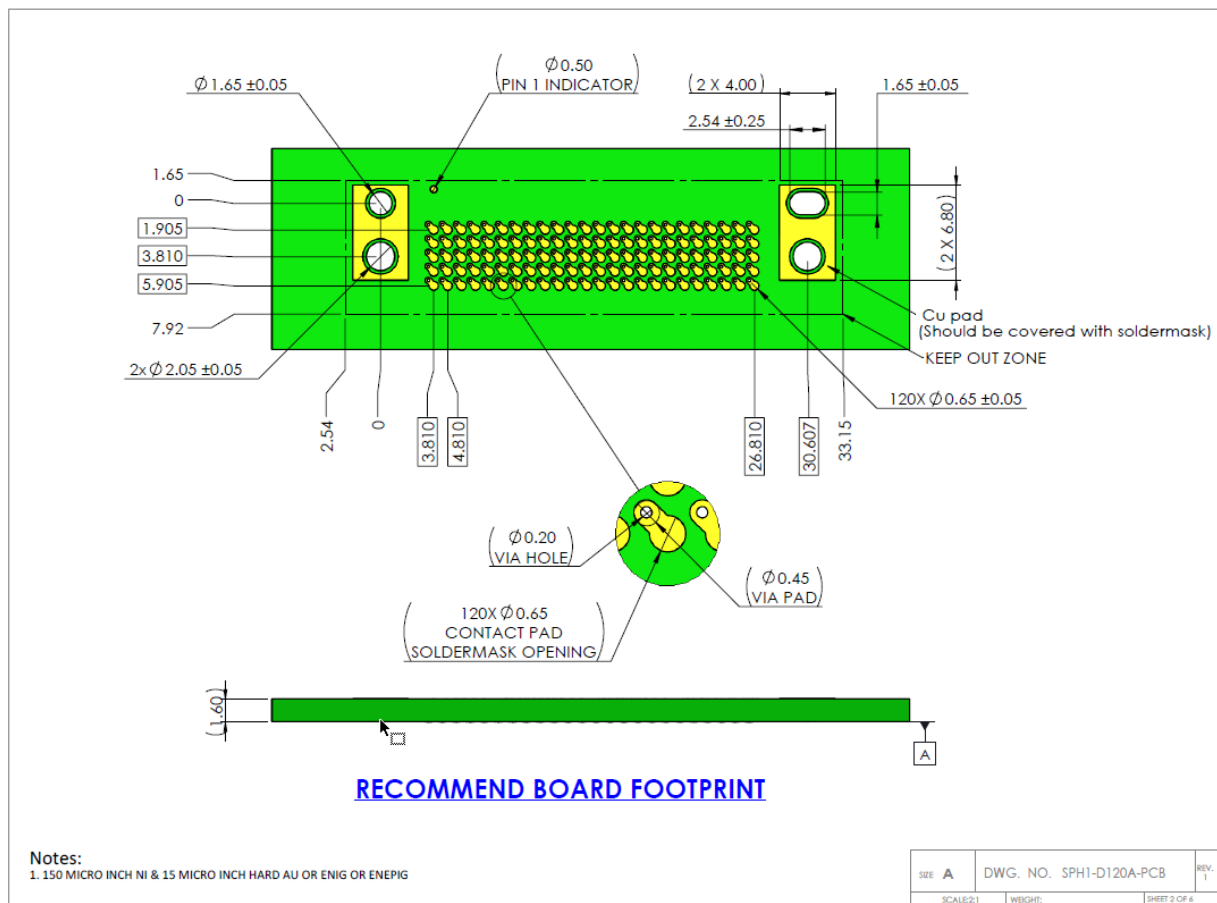 Ø0.50
PIN 1 INDICATOR
Ø1.65 ±0.05
(2 X 4.00)
1.65 ±0.05
2.54 ±0.25
1.65
0
1.905
3.810
5.905
7.92
(2 X 6.80)
Cu pad
(Should be covered with soldermask)
KEEP OUT ZONE
2x Ø2.05 ±0.05
120X Ø0.65 ±0.05
2.54
0
3.810
4.810
26.810
30.607
33.15
(Ø0.20
VIA HOLE)
(Ø0.45
VIA PAD)
(120X Ø0.65
CONTACT PAD
SOLDERMASK OPENING)
(1.60)
A
RECOMMEND BOARD FOOTPRINT
Notes:
1. 150 MICRO INCH NI & 15 MICRO INCH HARD AU OR ENIG OR ENEPIG
SIZE A
DWG. NO. SPH1-D120A-PCB
REV.
1
SCALE:2:1
WEIGHT:
SHEET 2 OF 6